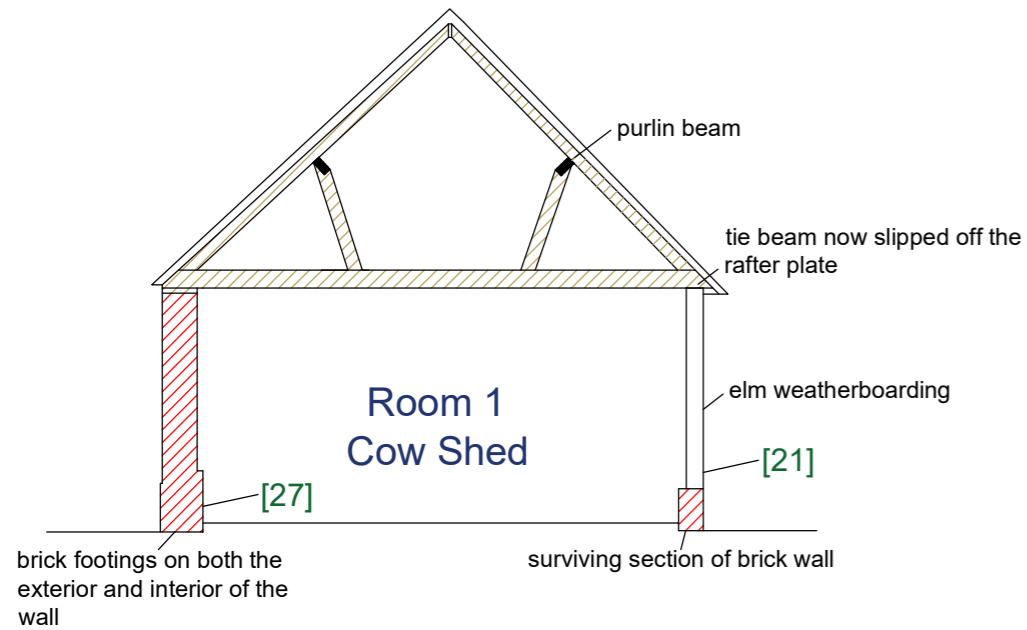 purlin beam
tie beam now slipped off the
rafter plate
elm weatherboarding
Room 1
Cow Shed
[21]
[27]
brick footings on both the
exterior and interior of the
wall
surviving section of brick wall